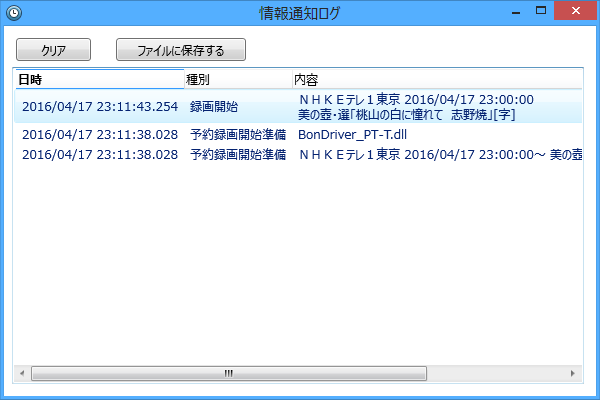 情報通知ログ
クリア ファイルに保存する
日時 種別 内容
2016/04/17 23:11:43.254 録画開始 ＮＨＫＥテレ１東京 2016/04/17 23:00:00
美の壺・選「桃山の白に憧れて　志野焼」[字]
2016/04/17 23:11:38.028 予約録画開始準備 BonDriver_PT-T.dll
2016/04/17 23:11:38.028 予約録画開始準備 ＮＨＫＥテレ１東京 2016/04/17 23:00:00～ 美の壺